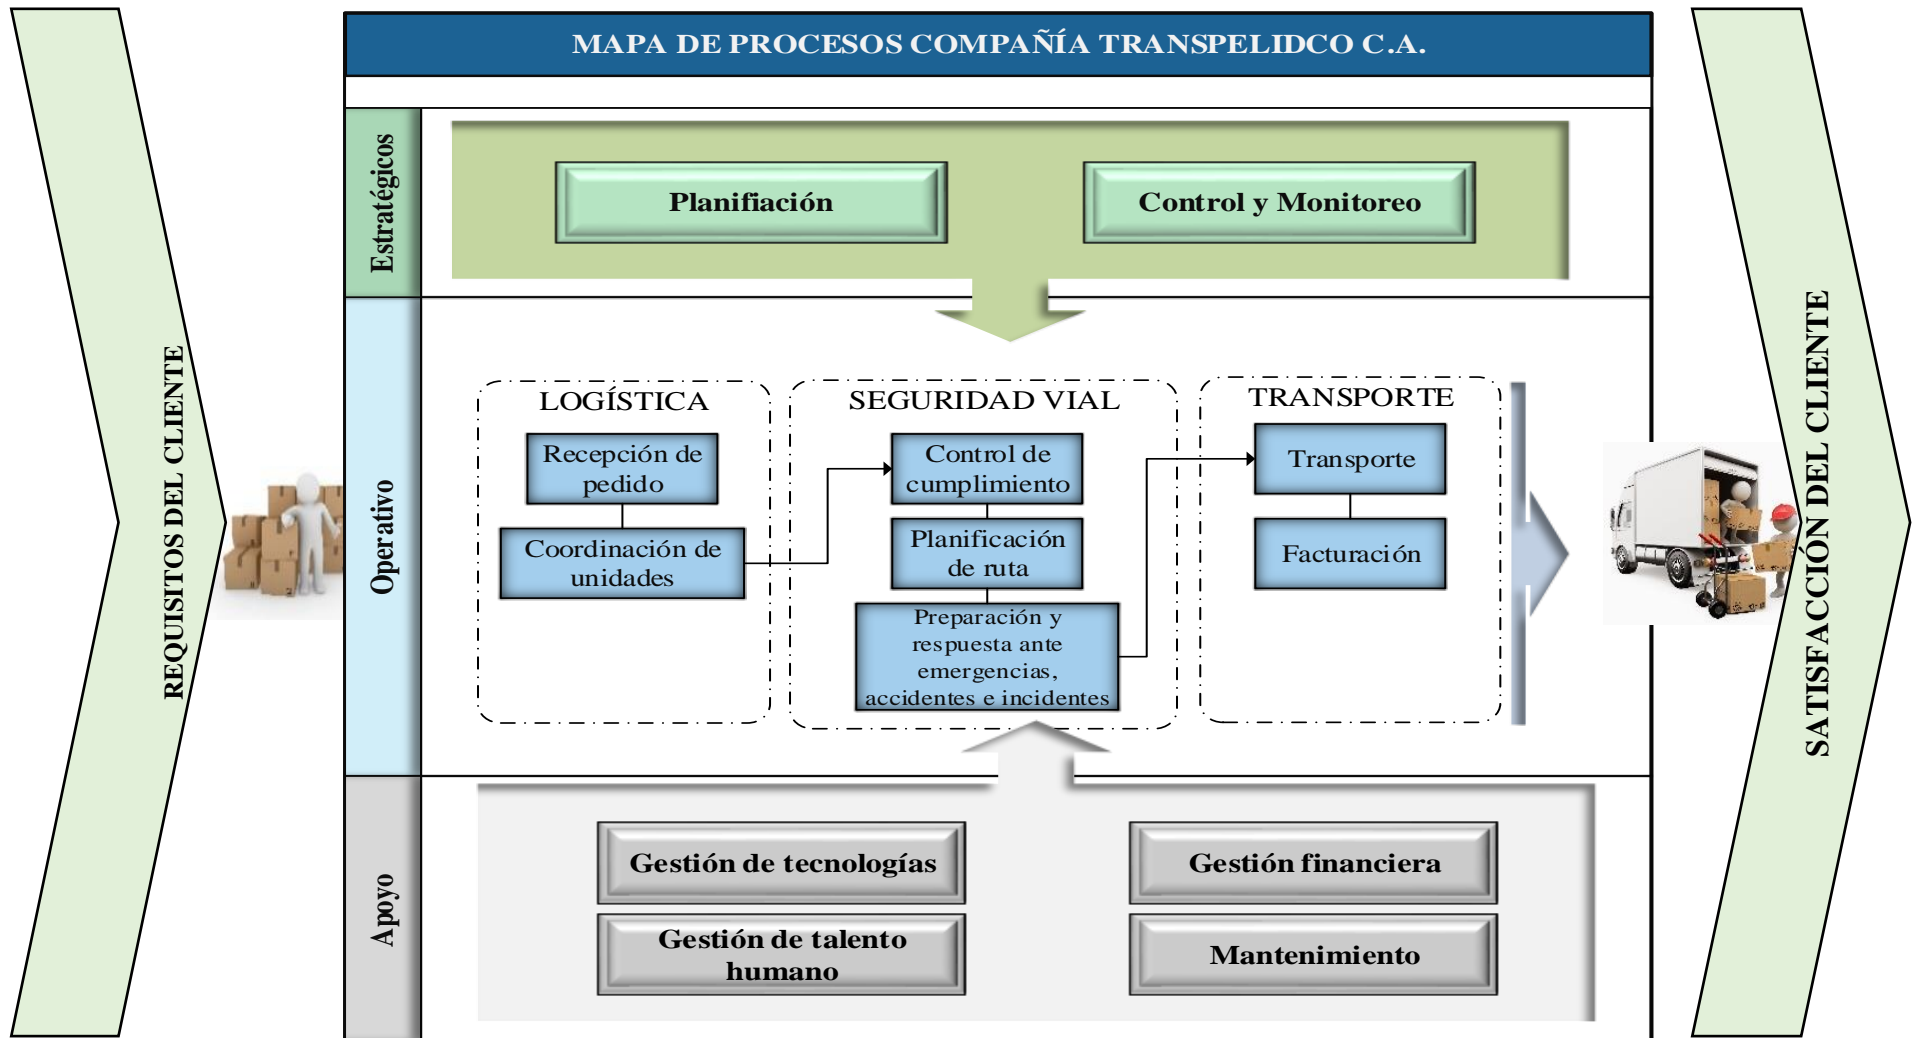 MAPA DE PROCESOS COMPAÑÍA TRANSPELIDCO C.A.
REQUISITOS DEL CLIENTE
Estratégicos
Planifiación
Control y Monitoreo
Operativo
LOGÍSTICA
Recepción de
pedido
Coordinación de
unidades
SEGURIDAD VIAL
Control de
cumplimiento
Planificación
de ruta
Preparación y
respuesta ante
emergencias,
accidentes e incidentes
TRANSPORTE
Transporte
Facturación
Apoyo
Gestión de tecnologías
Gestión financiera
Gestión de talento
humano
Mantenimiento
SATISFACCIÓN DEL CLIENTE